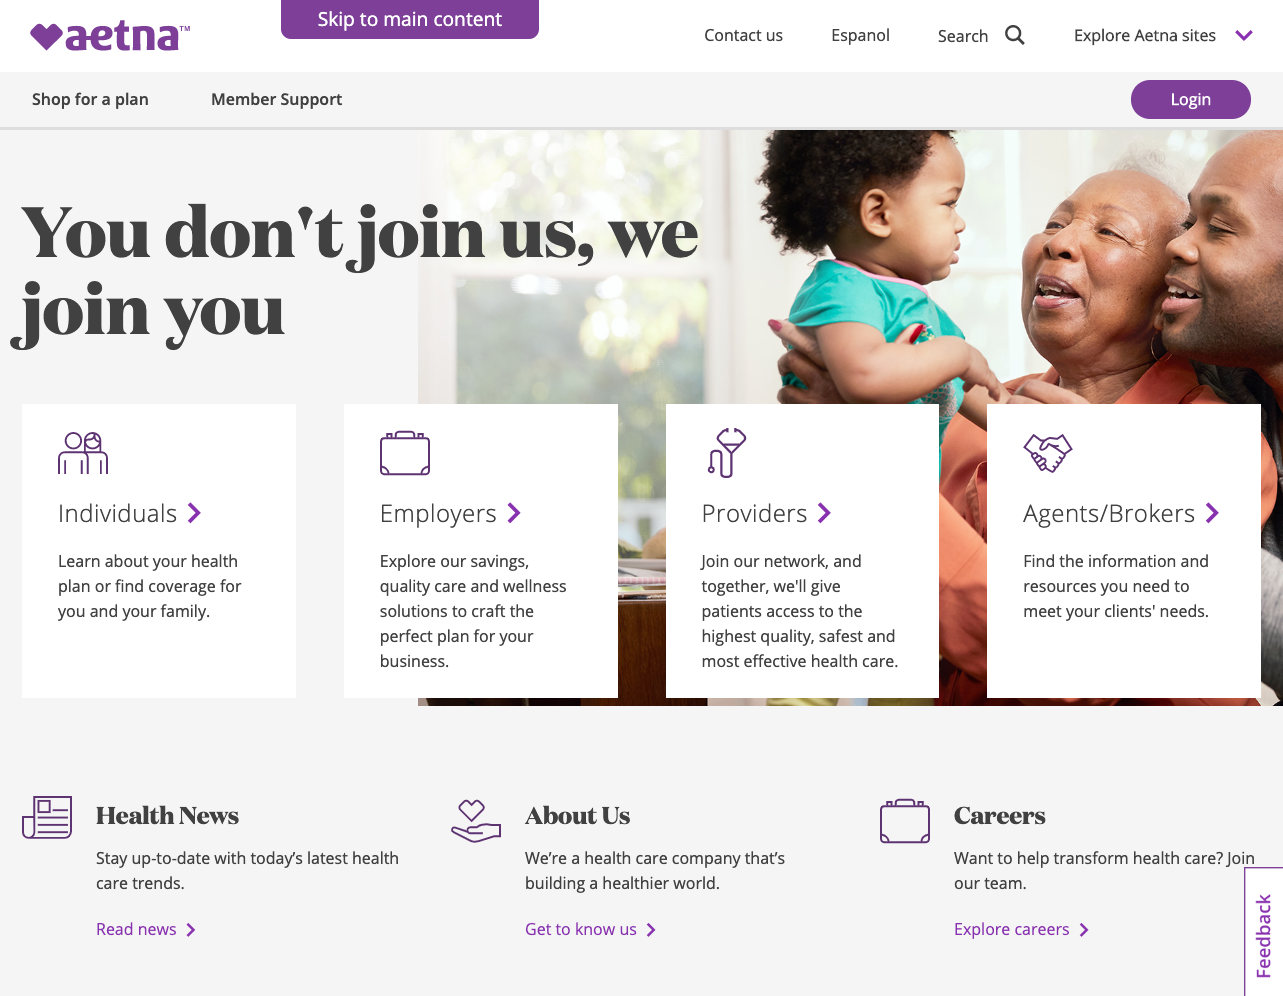 aetna™
Skip to main content
Contact us
Espanol
Search
Explore Aetna sites
Shop for a plan
Member Support
Login
You don't join us, we
join you
Individuals
Learn about your health
plan or find coverage for
you and your family.
Employers
Explore our savings,
quality care and wellness
solutions to craft the
perfect plan for your
business.
Providers
Join our network, and
together, we'll give
patients access to the
highest quality, safest and
most effective health care.
Agents/Brokers
Find the information and
resources you need to
meet your clients' needs.
Health News
Stay up-to-date with today’s latest health
care trends.
Read news
About Us
We’re a health care company that’s
building a healthier world.
Get to know us
Careers
Want to help transform health care? Join
our team.
Explore careers
Feedback